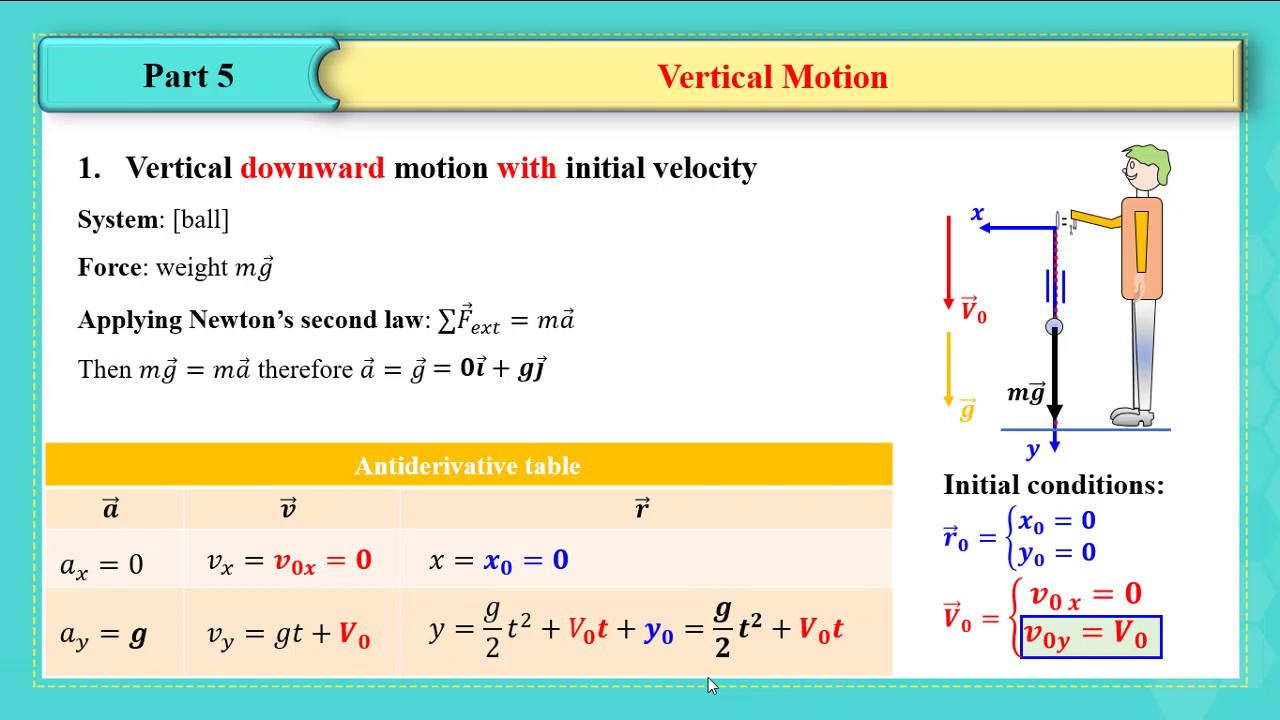 Part 5
Vertical Motion
1. Vertical downward motion with initial velocity
System: [ball]
Force: weight 𝑚𝑔⃗
Applying Newton's second law: ∑𝐹⃗ₑₓₜ = 𝑚𝑎⃗
Then 𝑚𝑔⃗ = 𝑚𝑎⃗ therefore 𝑎⃗ = 𝑔⃗ = 0𝑖⃗ + 𝑔𝑗⃗
x
V⃗₀
g⃗
mg⃗
y
Antiderivative table
a⃗ v⃗ r⃗
aₓ = 0 vₓ = v₀ₓ = 0 x = x₀ = 0
a_y = g v_y = gt + V₀ y = g/2 t² + V₀t + y₀ = g/2 t² + V₀t
Initial conditions:
r⃗₀ = { x₀ = 0
y₀ = 0
V⃗₀ = { v₀ₓ = 0
v₀y = V₀